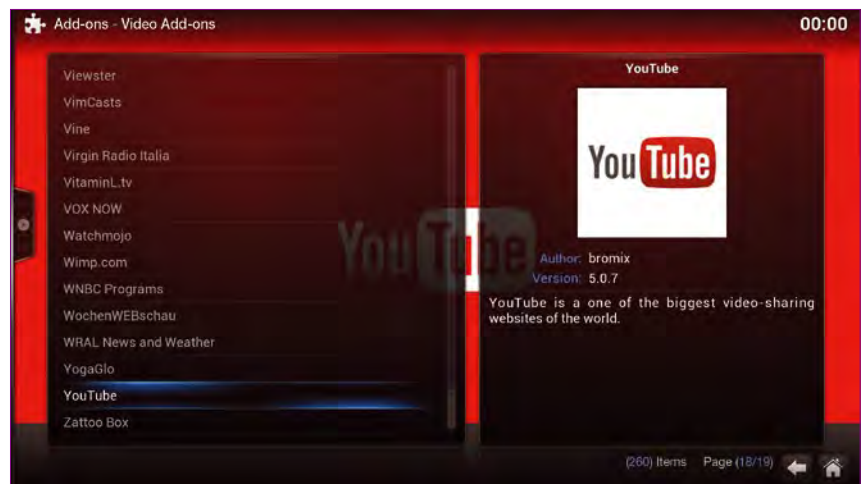 Add-ons - Video Add-ons
00:00
Viewster
VimCasts
Vine
Virgin Radio Italia
VitaminL.tv
VOX NOW
Watchmojo
Wimp.com
WNBC Programs
WochenWEBschau
WRAL News and Weather
YogaGlo
YouTube
Zattoo Box
YouTube
YouTube
YouTube
Author: bromix
Version: 5.0.7
YouTube is a one of the biggest video-sharing
websites of the world.
(260) Items Page (18/19)